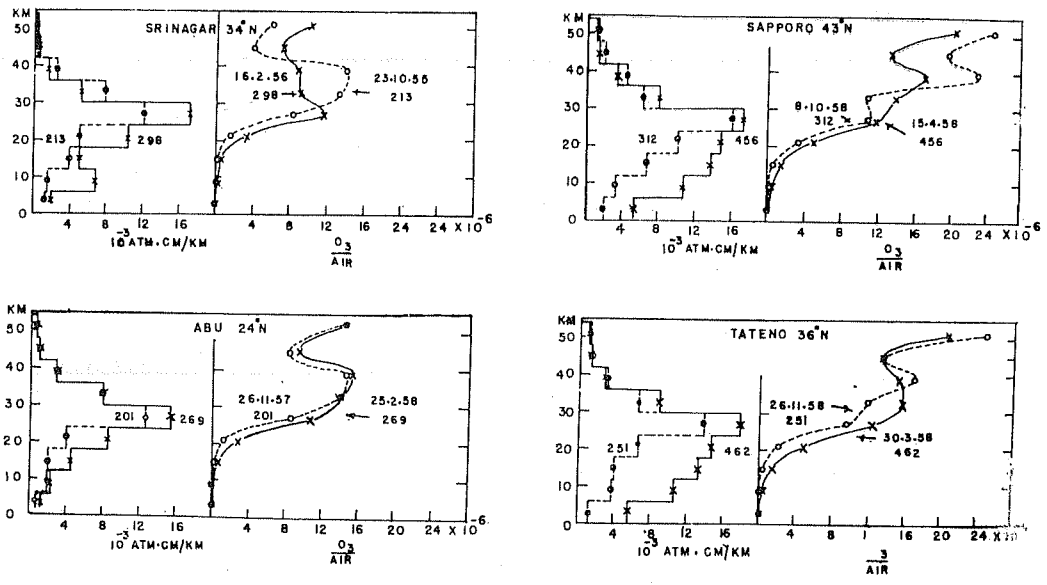 KM
SRINAGAR 34°N
50
40
30
20
10
0
16.2.56
298
23.10.56
213
213
298
4 8 12 16
10⁻³ ATM.CM/KM
4 8 12 16 20 24 X 10⁻⁶
O₃
AIR
KM
SAPPORO 43°N
50
40
30
20
10
0
8.10.58
312
15.4.58
456
312
456
4 8 12 16
10⁻³ ATM.CM/KM
4 8 12 16 20 24 X 10⁻⁶
O₃
AIR
KM
ABU 24°N
50
40
30
20
10
0
26.11.57
201
25.2.58
269
201
269
4 8 12 16
10⁻³ ATM.CM/KM
4 8 12 16 20 24 X 10⁻⁶
O₃
AIR
KM
TATENO 36°N
50
40
30
20
10
0
26.11.58
251
30.3.58
462
251
462
4 8 12 16
10⁻³ ATM.CM/KM
4 8 1 16 20 24
3
AIR